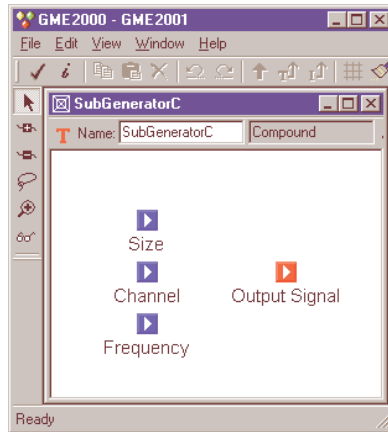 GME2000 - GME2001
File Edit View Window Help
SubGeneratorC
T Name: SubGeneratorC Compound
Size
Channel
Output Signal
Frequency
Ready